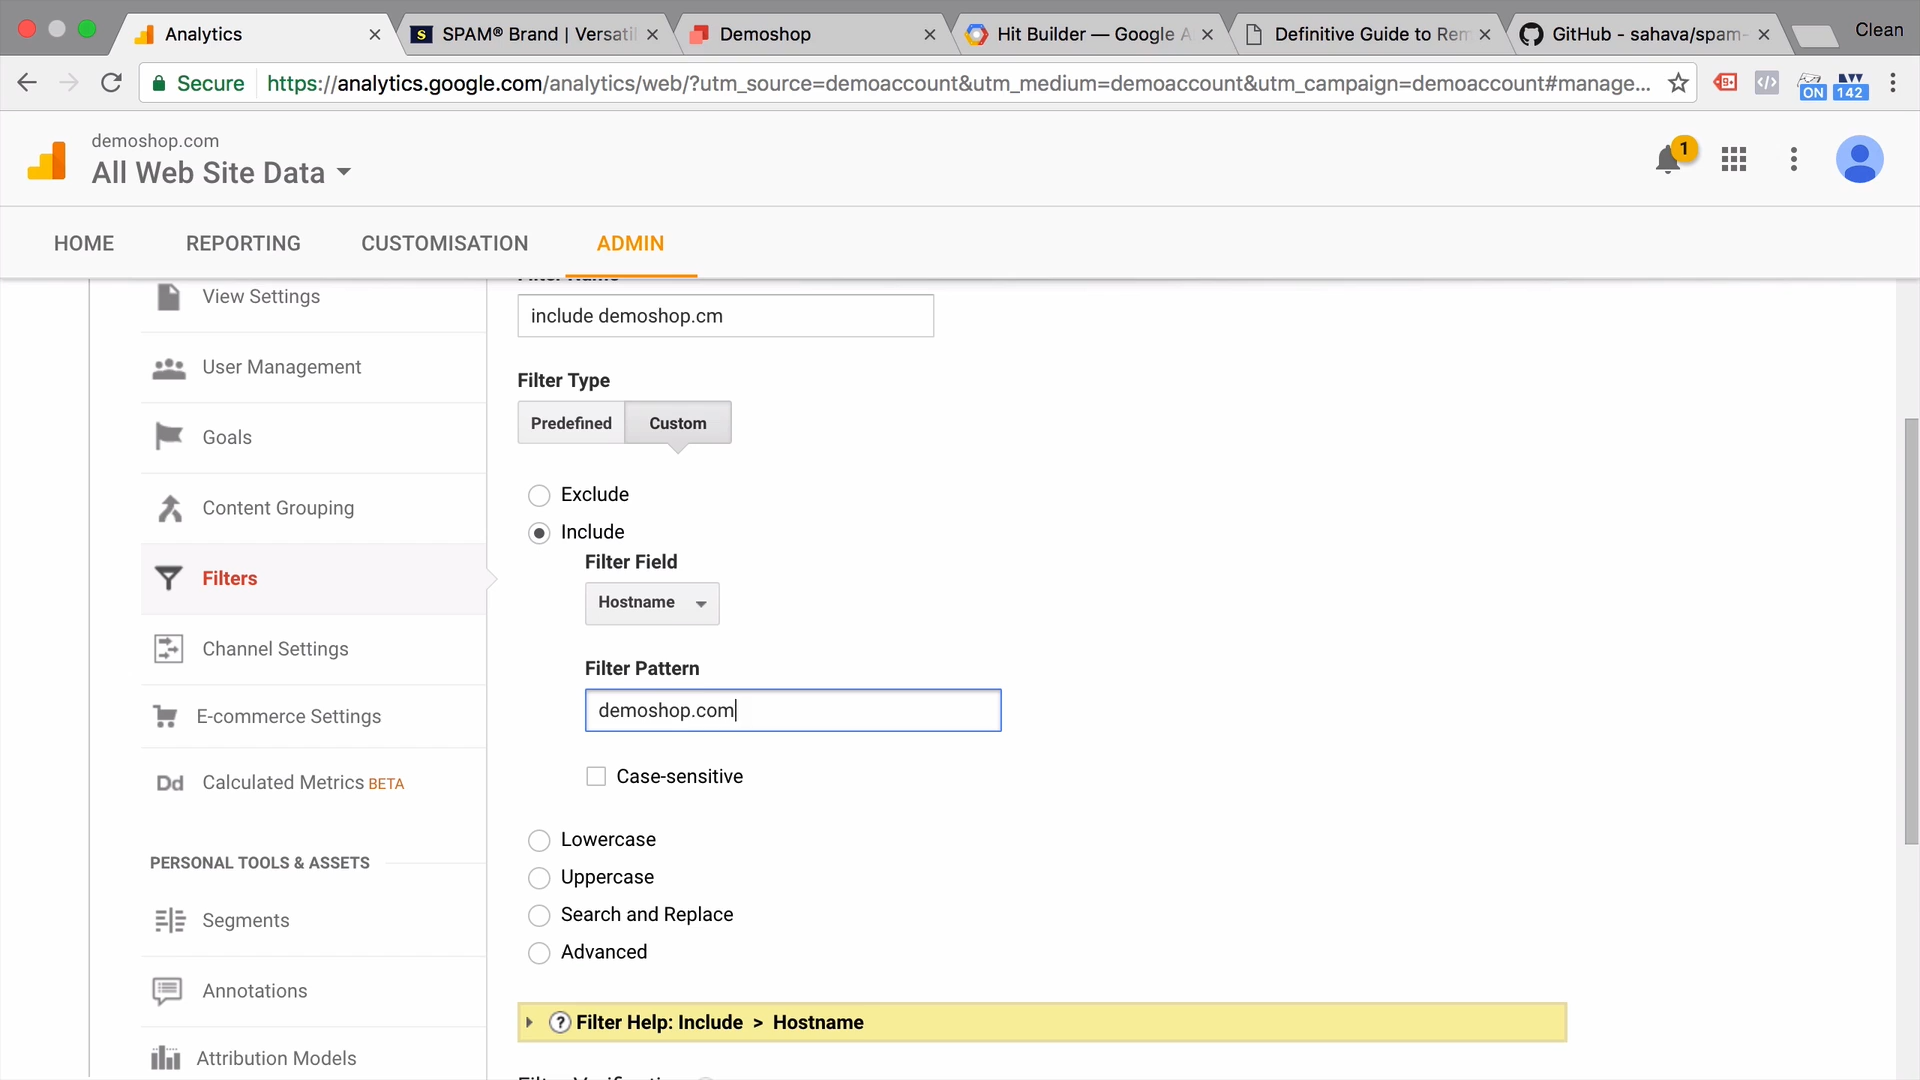 Analytics
SPAM® Brand | Versati
Demoshop
Hit Builder — Google A
Definitive Guide to Rem
GitHub - sahava/spam-
Clean
Secure
https://analytics.google.com/analytics/web/?utm_source=demoaccount&utm_medium=demoaccount&utm_campaign=demoaccount#manage...
ON
142
demoshop.com
All Web Site Data
1
HOME
REPORTING
CUSTOMISATION
ADMIN
View Settings
User Management
Goals
Content Grouping
Filters
Channel Settings
E-commerce Settings
Dd Calculated Metrics BETA
PERSONAL TOOLS & ASSETS
Segments
Annotations
Attribution Models
Filter Name
include demoshop.cm
Filter Type
Predefined
Custom
Exclude
Include
Filter Field
Hostname
Filter Pattern
demoshop.com
Case-sensitive
Lowercase
Uppercase
Search and Replace
Advanced
? Filter Help: Include > Hostname